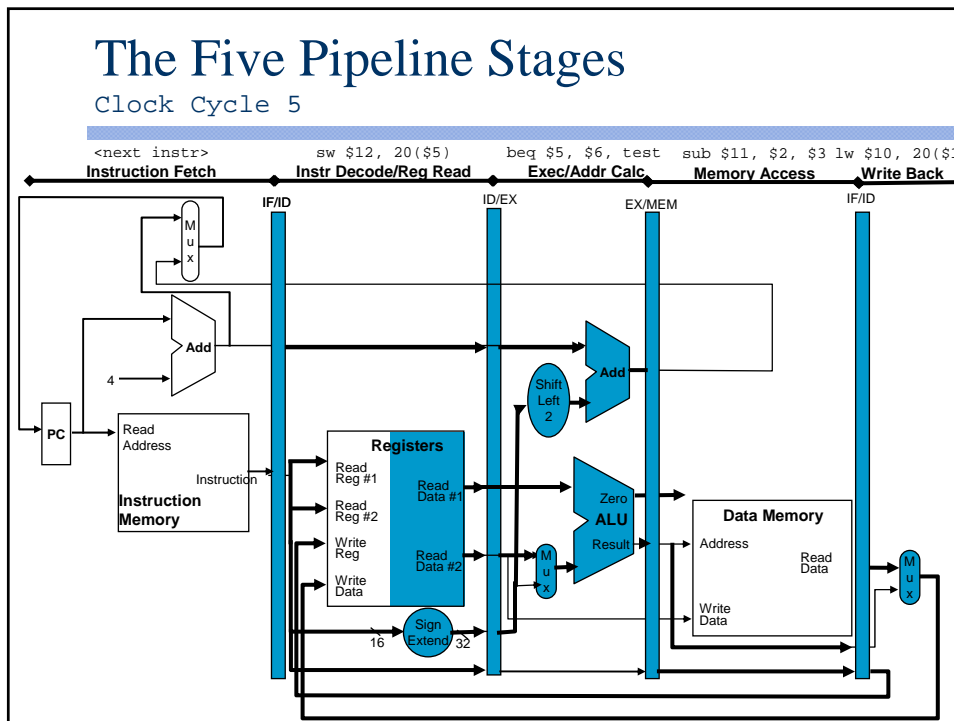 The Five Pipeline Stages
Clock Cycle 5
<next instr>
sw $12, 20($5)
beq $5, $6, test
sub $11, $2, $3
lw $10, 20($1
Instruction Fetch
Instr Decode/Reg Read
Exec/Addr Calc
Memory Access
Write Back
IF/ID
ID/EX
EX/MEM
IF/ID
M
u
x
Add
4
PC
Read
Address
Instruction
Instruction
Memory
Registers
Read
Reg #1
Read
Reg #2
Write
Reg
Write
Data
Read
Data #1
Read
Data #2
Sign
Extend
16
32
Shift
Left
2
Add
M
u
x
Zero
ALU
Result
Data Memory
Address
Read
Data
Write
Data
M
u
x